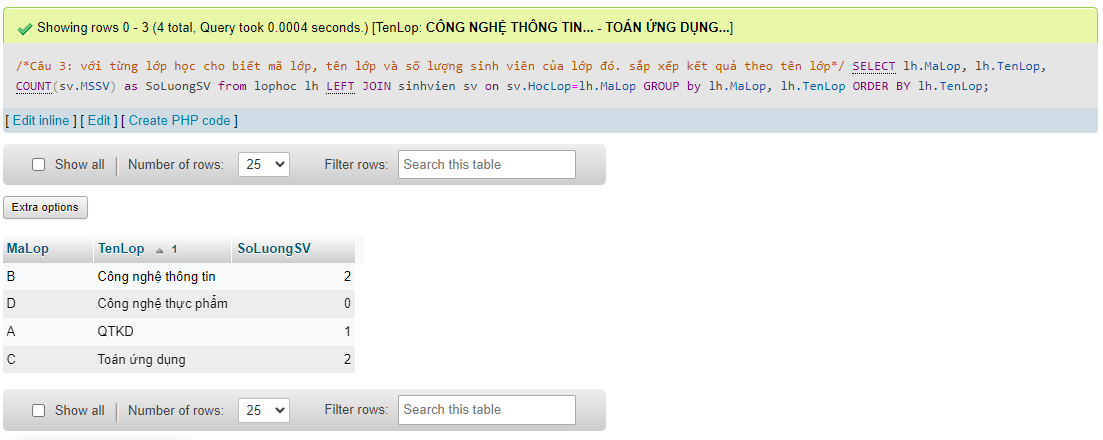 Showing rows 0 - 3 (4 total, Query took 0.0004 seconds.) [TenLop: CÔNG NGHỆ THÔNG TIN... - TOÁN ỨNG DỤNG...]
/*Câu 3: với từng lớp học cho biết mã lớp, tên lớp và số lượng sinh viên của lớp đó. sắp xếp kết quả theo tên lớp*/ SELECT lh.MaLop, lh.TenLop,
COUNT(sv.MSSV) as SoLuongSV from lophoc lh LEFT JOIN sinhvien sv on sv.HocLop=lh.MaLop GROUP by lh.MaLop, lh.TenLop ORDER BY lh.TenLop;
[ Edit inline ] [ Edit ] [ Create PHP code ]
Show all Number of rows: 25 Filter rows: Search this table
Extra options
MaLop TenLop 1 SoLuongSV
B Công nghệ thông tin 2
D Công nghệ thực phẩm 0
A QTKD 1
C Toán ứng dụng 2
Show all Number of rows: 25 Filter rows: Search this table